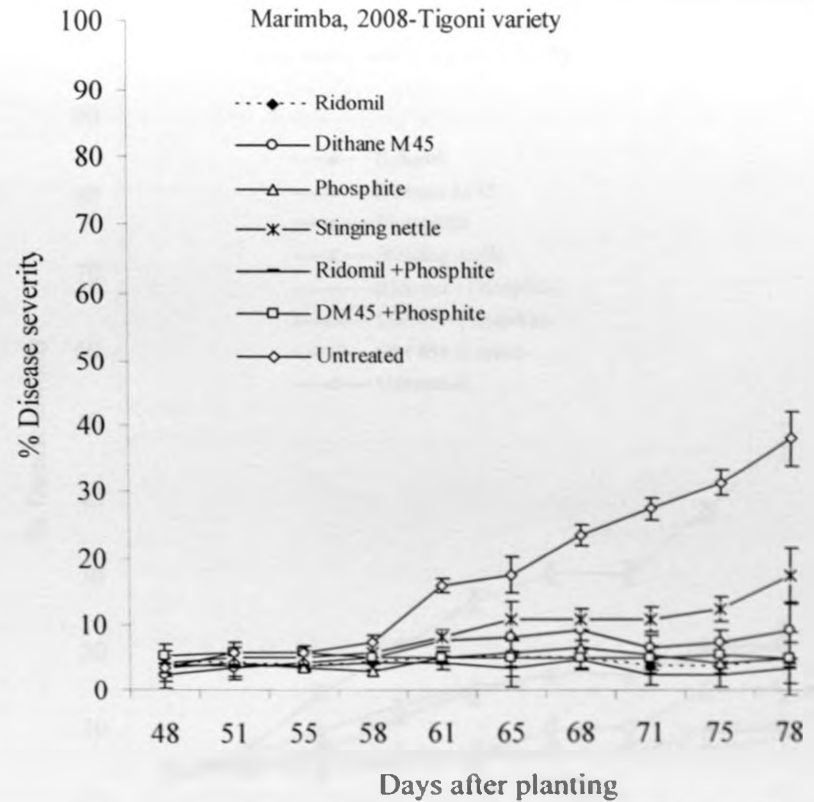 Marimba, 2008-Tigoni variety
100
90
80
70
60
50
40
30
20
10
0
% Disease severity
Ridomil
Dithane M45
Phosphite
Stinging nettle
Ridomil +Phosphite
DM45 +Phosphite
Untreated
48 51 55 58 61 65 68 71 75 78
Days after planting